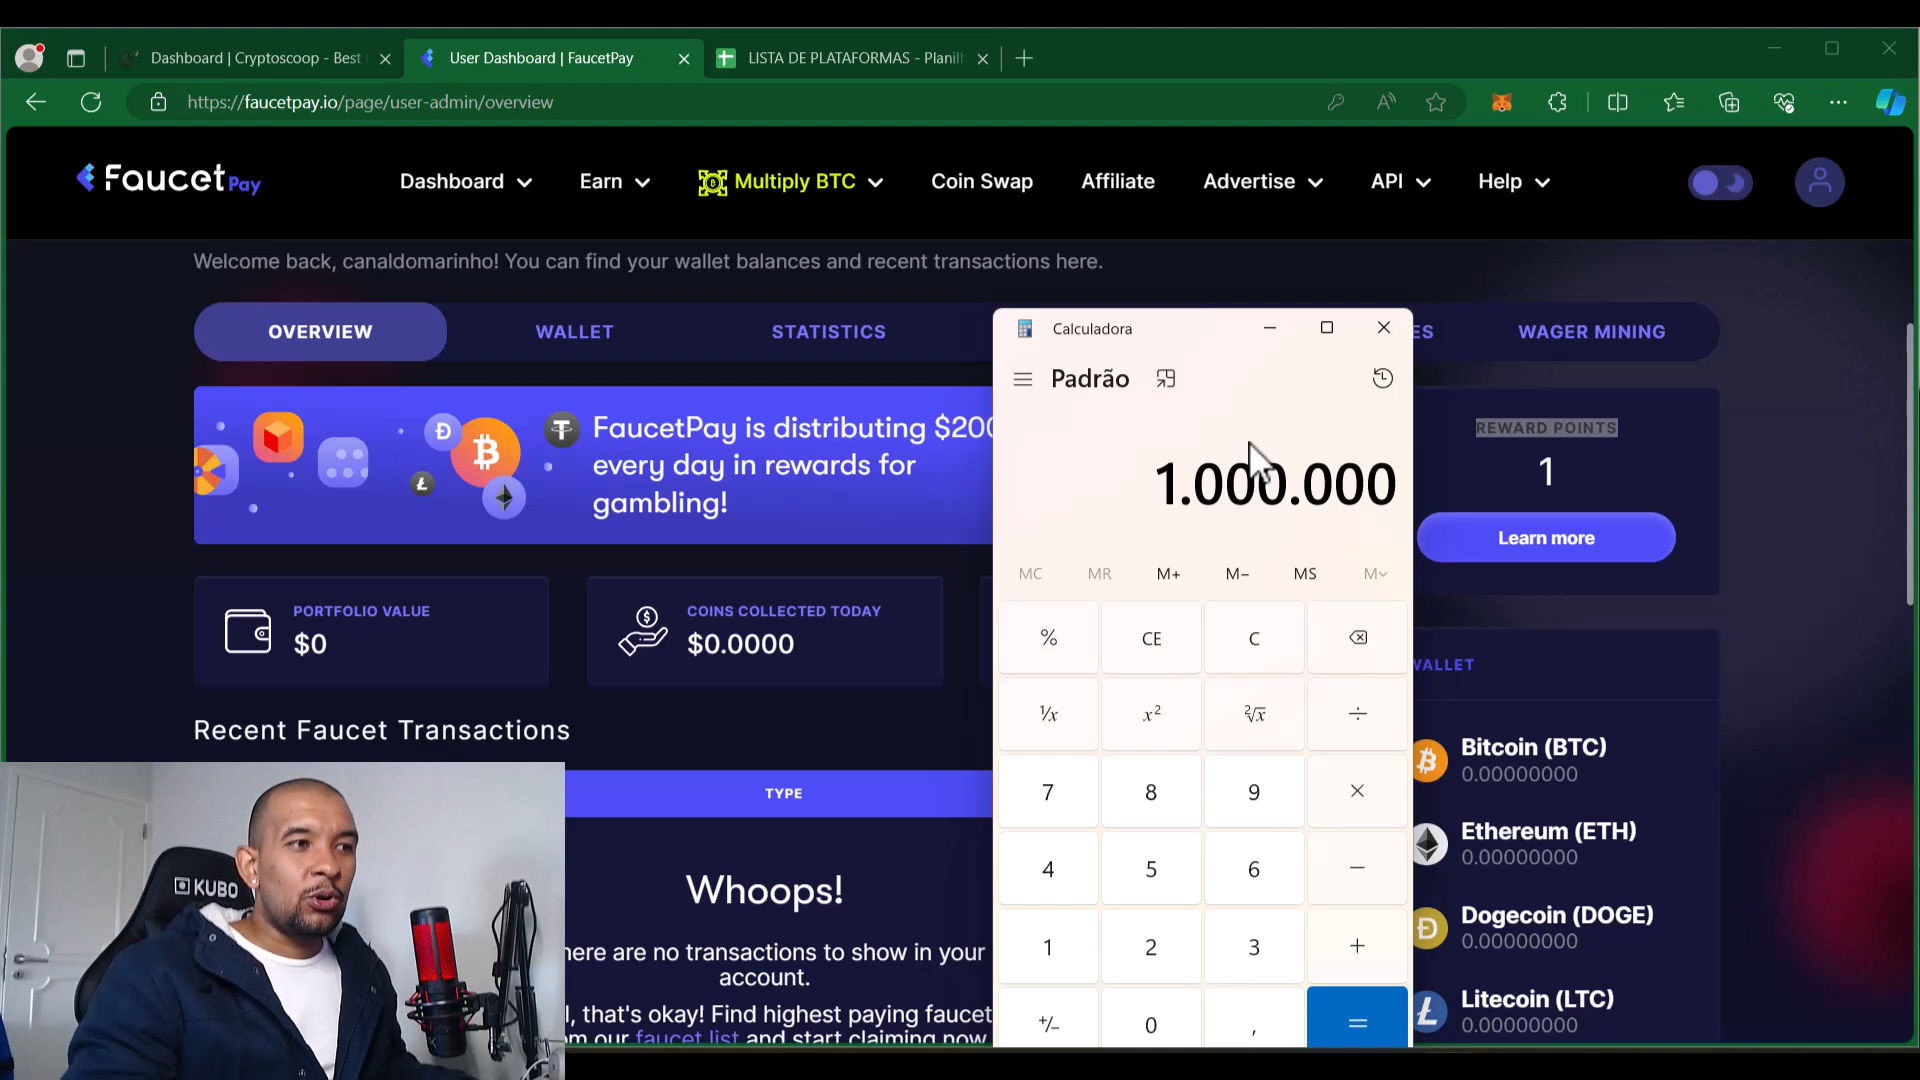 Dashboard | Cryptoscoop - Best
User Dashboard | FaucetPay
LISTA DE PLATAFORMAS - Planil
https://faucetpay.io/page/user-admin/overview
Faucet Pay
Dashboard
Earn
Multiply BTC
Coin Swap
Affiliate
Advertise
API
Help
Welcome back, canaldomarinho! You can find your wallet balances and recent transactions here.
OVERVIEW
WALLET
STATISTICS
ES
WAGER MINING
FaucetPay is distributing $200
every day in rewards for
gambling!
REWARD POINTS
1
Learn more
PORTFOLIO VALUE
$0
COINS COLLECTED TODAY
$0.0000
Recent Faucet Transactions
TYPE
Whoops!
here are no transactions to show in your
account.
l, that's okay! Find highest paying faucet
om our faucet list and start claiming now
Calculadora
Padrão
1.000.000
MC MR M+ M− MS M
% CE C
1/x x² ²√x ÷
7 8 9 ×
4 5 6 −
1 2 3 +
+/− 0 , =
WALLET
Bitcoin (BTC)
0.00000000
Ethereum (ETH)
0.00000000
Dogecoin (DOGE)
0.00000000
Litecoin (LTC)
0.00000000
KUBO